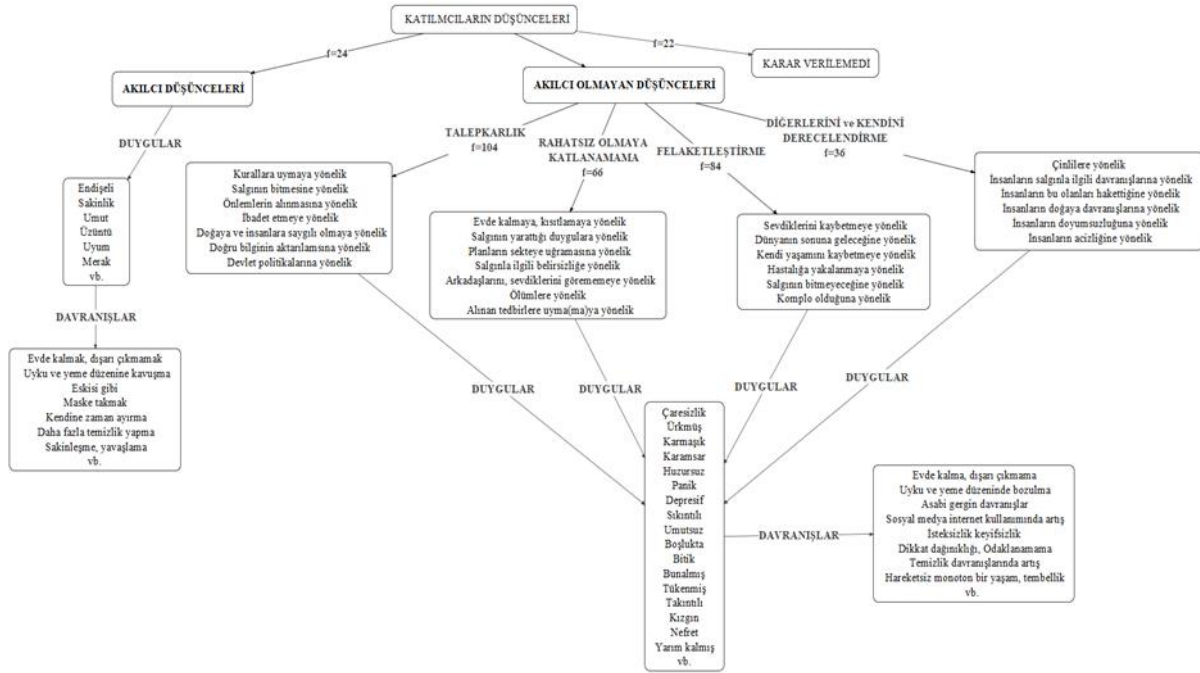 KATILMCILARIN DÜŞÜNCELERİ
f=24
f=22
KARAR VERİLEMEDİ
AKILCI DÜŞÜNCELERİ
AKILCI OLMAYAN DÜŞÜNCELERİ
DUYGULAR
Endişeli
Sakinlik
Umut
Üzüntü
Uyum
Merak
vb.
DAVRANIŞLAR
Evde kalmak, dışarı çıkmamak
Uyku ve yeme düzenine kavuşma
Eskisi gibi
Maske takmak
Kendine zaman ayırma
Daha fazla temizlik yapma
Sakinleşme, yavaşlama
vb.
TALEPKARLIK
f=104
Kurallara uymaya yönelik
Salgının bitmesine yönelik
Önlemlerin alınmasına yönelik
İbadet etmeye yönelik
Doğaya ve insanlara saygılı olmaya yönelik
Doğru bilginin aktarılamsına yönelik
Devlet politikalarına yönelik
RAHATSIZ OLMAYA
KATLANAMAMA
f=66
Evde kalmaya, kısıtlamaya yönelik
Salgının yarattığı duygulara yönelik
Planların sekteye uğramasına yönelik
Salgınla ilgili belirsizliğe yönelik
Arkadaşlarını, sevdiklerini görememeye yönelik
Ölümlere yönelik
Alınan tedbirlere uyma(ma)ya yönelik
FELAKETLEŞTİRME
f=84
Sevdiklerini kaybetmeye yönelik
Dünyanın sonuna geleceğine yönelik
Kendi yaşamını kaybetmeye yönelik
Hastalığa yakalanmaya yönelik
Salgının bitmeyeceğine yönelik
Komplo olduğuna yönelik
DİĞERLERİNİ ve KENDİNİ
DERECELENDİRME
f=36
Çinlilere yönelik
İnsanların salgınla ilgili davranışlarına yönelik
İnsanların bu olanları hakettiğine yönelik
İnsanların doğaya davranışlarına yönelik
İnsanların doyumsuzluğuna yönelik
İnsanların acizliğine yönelik
DUYGULAR
DUYGULAR
DUYGULAR
DUYGULAR
Çaresizlik
Ürkmüş
Karmaşık
Karamsar
Huzursuz
Panik
Depresif
Sıkıntılı
Umutsuz
Boşlukta
Bitik
Bunalmış
Tükenmiş
Takıntılı
Kızgın
Nefret
Yarım kalmış
vb.
DAVRANIŞLAR
Evde kalma, dışarı çıkmama
Uyku ve yeme düzeninde bozulma
Asabi gergin davranışlar
Sosyal medya internet kullanımında artış
İsteksizlik keyifsizlik
Dikkat dağınıklığı, Odaklanamama
Temizlik davranışlarında artış
Hareketsiz monoton bir yaşam, tembellik
vb.